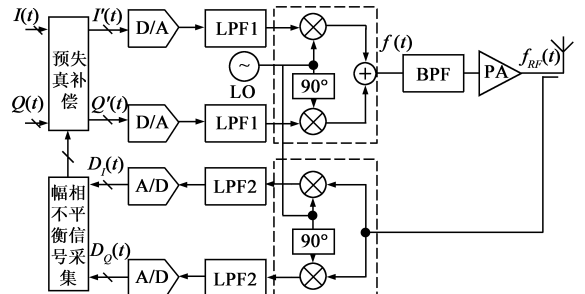 I(t)
I′(t)
D/A
LPF1
预失
真补
偿
~
LO
90°
f(t)
+
BPF
PA
f_RF(t)
Q(t)
Q′(t)
D/A
LPF1
D_I(t)
A/D
LPF2
幅相
不平
衡信
号采
集
90°
D_Q(t)
A/D
LPF2